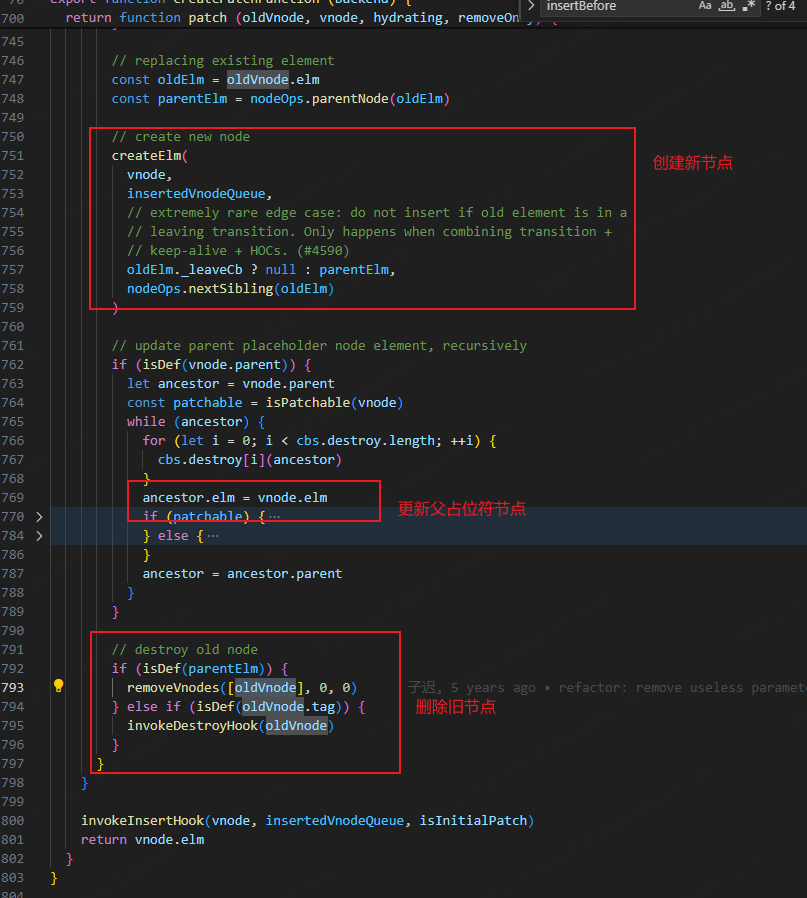 insertBefore Aa ab ? of 4
700 return function patch (oldVnode, vnode, hydrating, removeOnly) {
745
746 // replacing existing element
747 const oldElm = oldVnode.elm
748 const parentElm = nodeOps.parentNode(oldElm)
749
750 // create new node
751 createElm(
创建新节点
752 vnode,
753 insertedVnodeQueue,
754 // extremely rare edge case: do not insert if old element is in a
755 // leaving transition. Only happens when combining transition +
756 // keep-alive + HOCs. (#4590)
757 oldElm._leaveCb ? null : parentElm,
758 nodeOps.nextSibling(oldElm)
759 )
760
761 // update parent placeholder node element, recursively
762 if (isDef(vnode.parent)) {
763 let ancestor = vnode.parent
764 const patchable = isPatchable(vnode)
765 while (ancestor) {
766 for (let i = 0; i < cbs.destroy.length; ++i) {
767 cbs.destroy[i](ancestor)
768 }
769 ancestor.elm = vnode.elm
更新父占位符节点
770 if (patchable) {…
784 } else {…
786 }
787 ancestor = ancestor.parent
788 }
789 }
790
791 // destroy old node
792 if (isDef(parentElm)) {
793 removeVnodes([oldVnode], 0, 0) 子迟, 5 years ago • refactor: remove useless paramet
794 } else if (isDef(oldVnode.tag)) {
删除旧节点
795 invokeDestroyHook(oldVnode)
796 }
797 }
798 }
799
800 invokeInsertHook(vnode, insertedVnodeQueue, isInitialPatch)
801 return vnode.elm
802 }
803 }